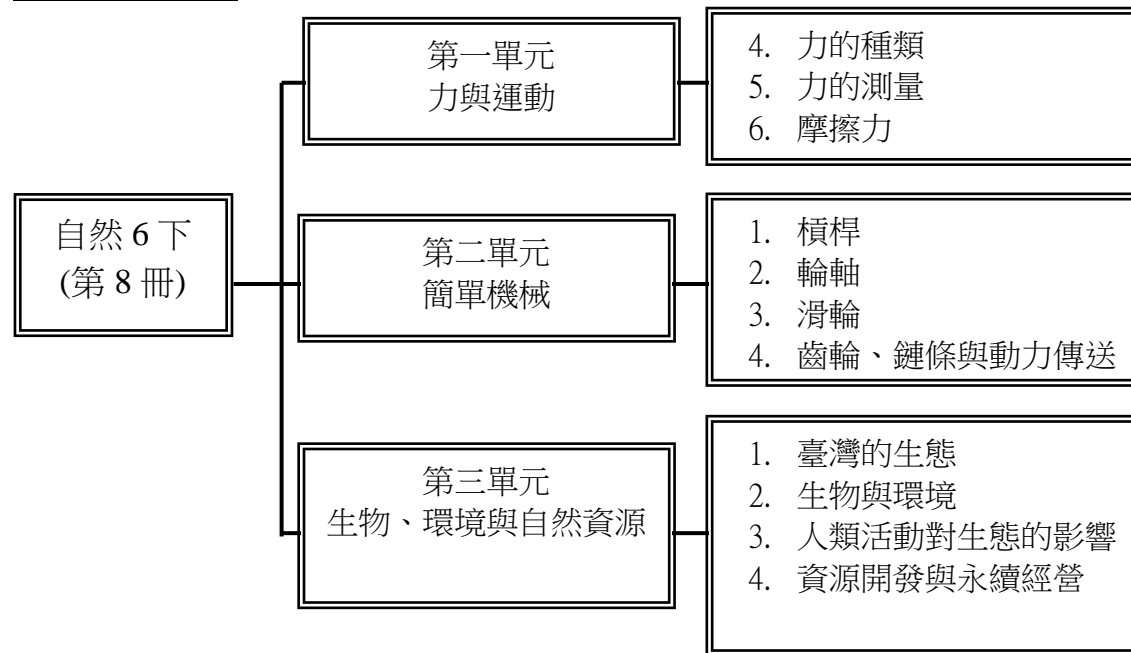 自然 6 下
(第 8 冊)
第一單元
力與運動
4. 力的種類
5. 力的測量
6. 摩擦力
第二單元
簡單機械
1. 槓桿
2. 輪軸
3. 滑輪
4. 齒輪、鏈條與動力傳送
第三單元
生物、環境與自然資源
1. 臺灣的生態
2. 生物與環境
3. 人類活動對生態的影響
4. 資源開發與永續經營